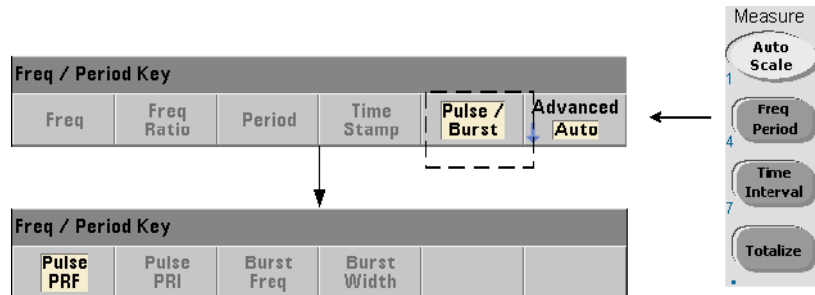 Measure
Auto
Scale
1
Freq
Period
4
Time
Interval
7
Totalize
.
Freq / Period Key
Freq
Freq
Ratio
Period
Time
Stamp
Pulse /
Burst
Advanced
Auto
Freq / Period Key
Pulse
PRF
Pulse
PRI
Burst
Freq
Burst
Width